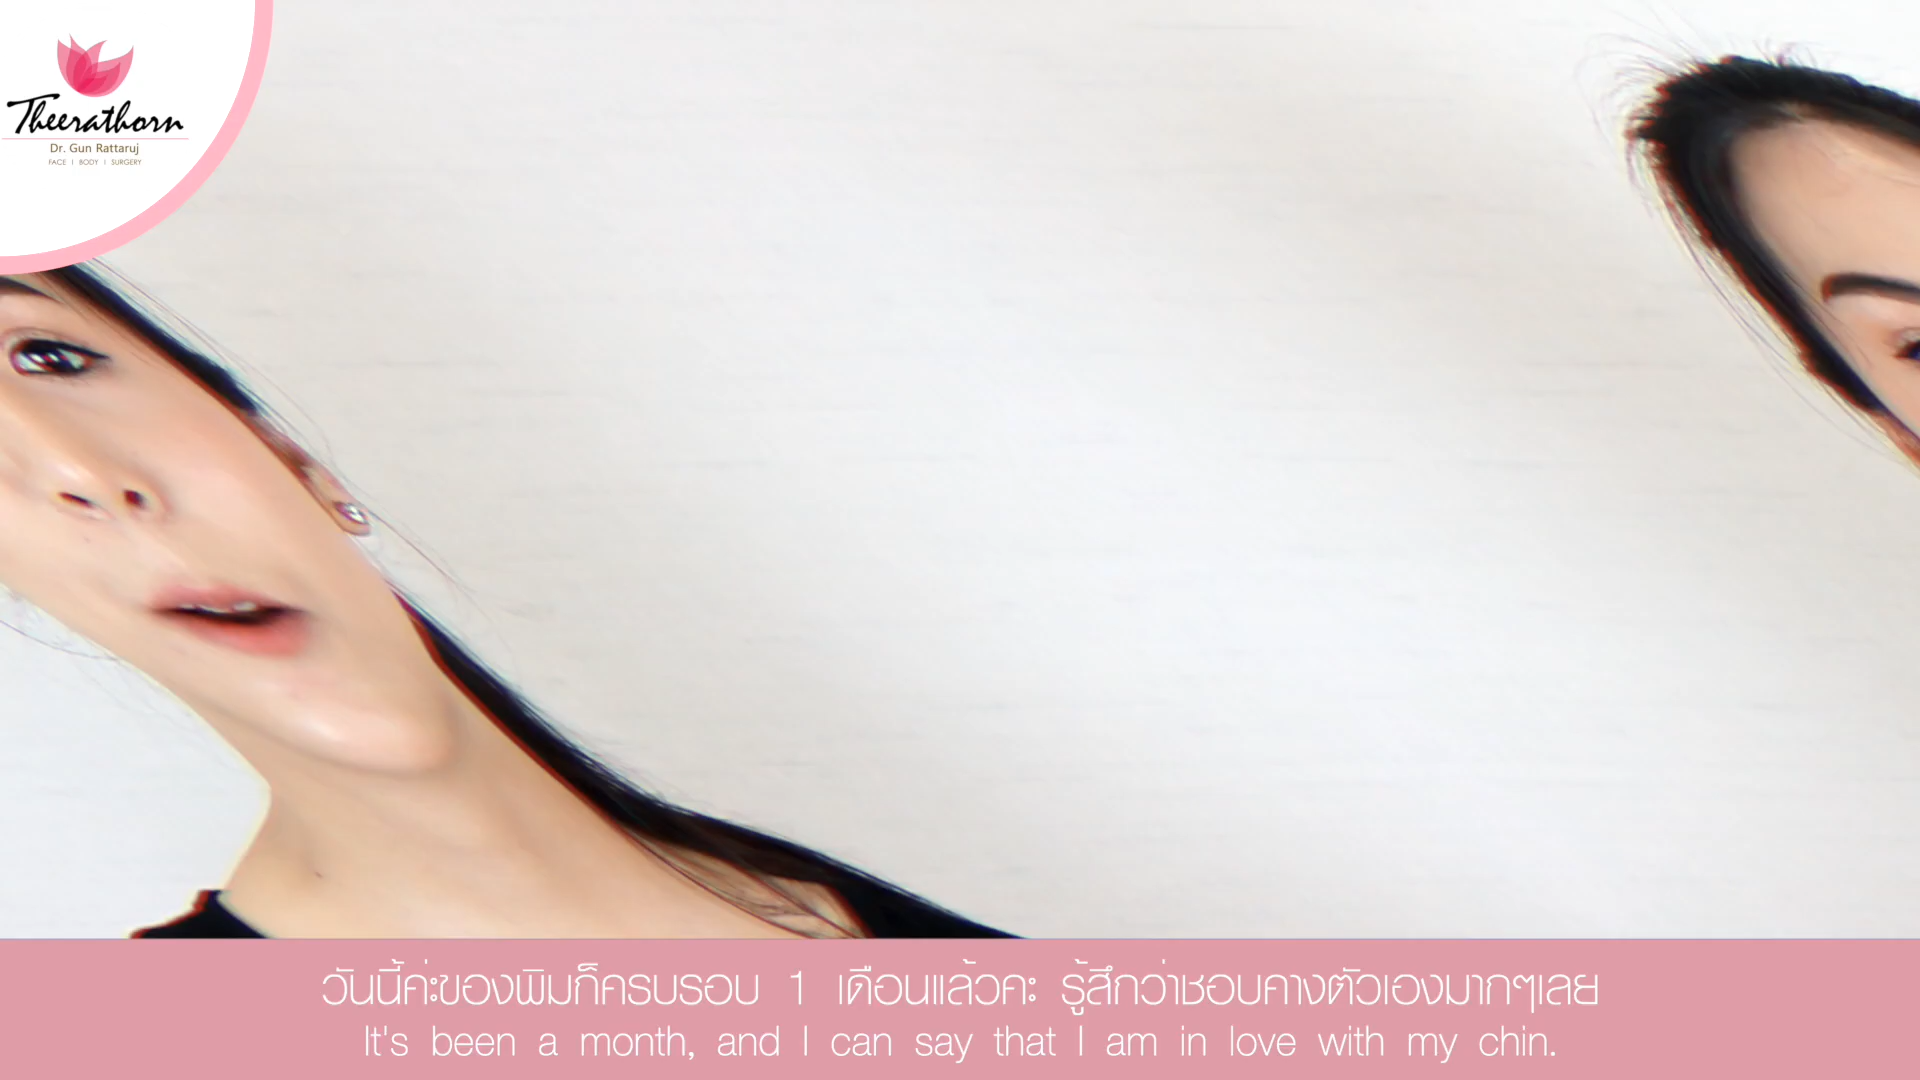 Theerathorn
Dr. Gun Rattaruj
FACE | BODY | SURGERY
วันนี้ค่ะของพิมก็ครบรอบ 1 เดือนแล้วคะ รู้สึกว่าชอบคางตัวเองมากๆเลย
It's been a month, and I can say that I am in love with my chin.